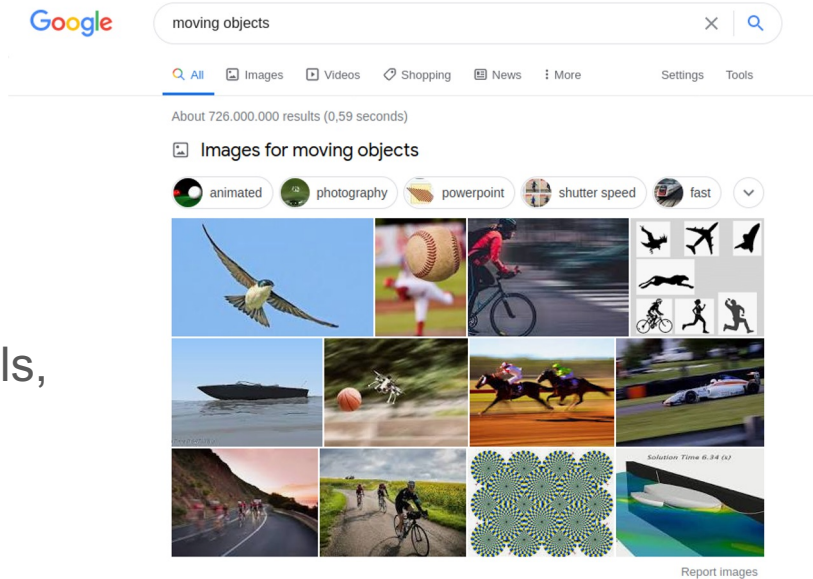 Google
moving objects
All Images Videos Shopping News More Settings Tools
About 726.000.000 results (0,59 seconds)
Images for moving objects
animated photography powerpoint shutter speed fast
ls,
Solution Time 6.34 (s)
Report images